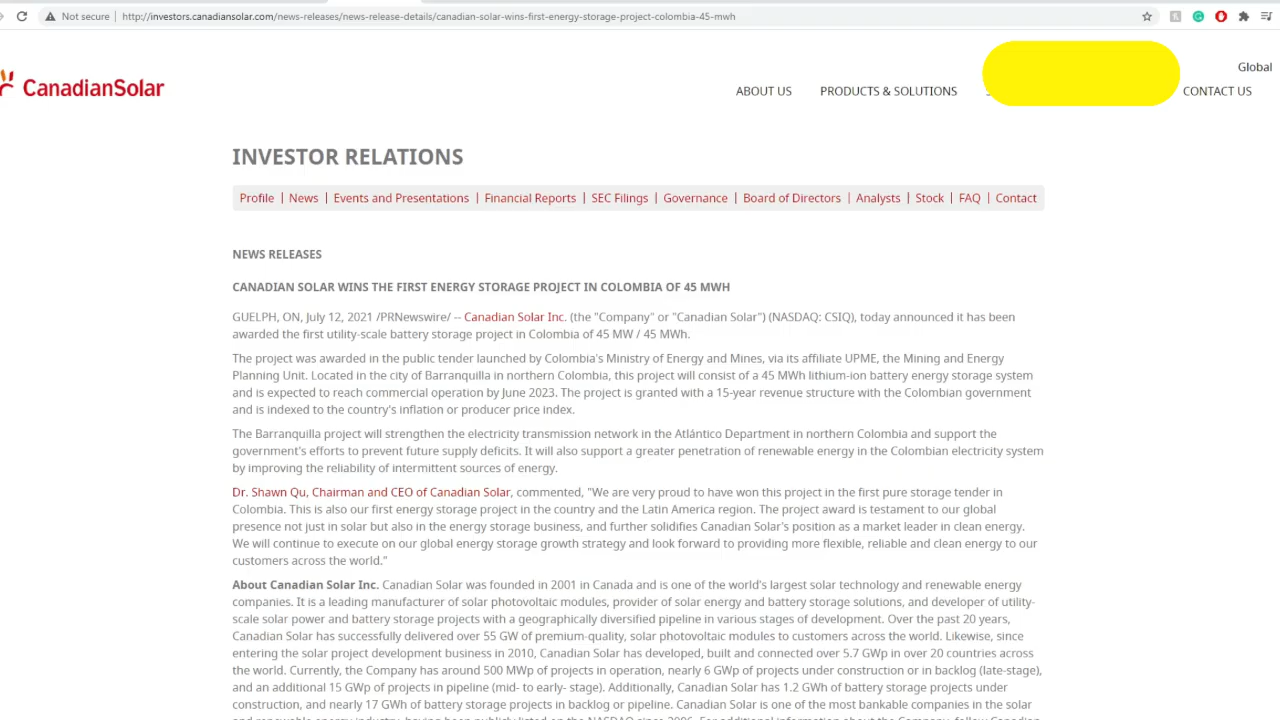 Not secure | http://investors.canadiansolar.com/news-releases/news-release-details/canadian-solar-wins-first-energy-storage-project-colombia-45-mwh
Global
CanadianSolar
ABOUT US PRODUCTS & SOLUTIONS CONTACT US
INVESTOR RELATIONS
Profile | News | Events and Presentations | Financial Reports | SEC Filings | Governance | Board of Directors | Analysts | Stock | FAQ | Contact
NEWS RELEASES
CANADIAN SOLAR WINS THE FIRST ENERGY STORAGE PROJECT IN COLOMBIA OF 45 MWH
GUELPH, ON, July 12, 2021 /PRNewswire/ -- Canadian Solar Inc. (the "Company" or "Canadian Solar") (NASDAQ: CSIQ), today announced it has been
awarded the first utility-scale battery storage project in Colombia of 45 MW / 45 MWh.
The project was awarded in the public tender launched by Colombia's Ministry of Energy and Mines, via its affiliate UPME, the Mining and Energy
Planning Unit. Located in the city of Barranquilla in northern Colombia, this project will consist of a 45 MWh lithium-ion battery energy storage system
and is expected to reach commercial operation by June 2023. The project is granted with a 15-year revenue structure with the Colombian government
and is indexed to the country's inflation or producer price index.
The Barranquilla project will strengthen the electricity transmission network in the Atlántico Department in northern Colombia and support the
government's efforts to prevent future supply deficits. It will also support a greater penetration of renewable energy in the Colombian electricity system
by improving the reliability of intermittent sources of energy.
Dr. Shawn Qu, Chairman and CEO of Canadian Solar, commented, "We are very proud to have won this project in the first pure storage tender in
Colombia. This is also our first energy storage project in the country and the Latin America region. The project award is testament to our global
presence not just in solar but also in the energy storage business, and further solidifies Canadian Solar's position as a market leader in clean energy.
We will continue to execute on our global energy storage growth strategy and look forward to providing more flexible, reliable and clean energy to our
customers across the world."
About Canadian Solar Inc. Canadian Solar was founded in 2001 in Canada and is one of the world's largest solar technology and renewable energy
companies. It is a leading manufacturer of solar photovoltaic modules, provider of solar energy and battery storage solutions, and developer of utility-
scale solar power and battery storage projects with a geographically diversified pipeline in various stages of development. Over the past 20 years,
Canadian Solar has successfully delivered over 55 GW of premium-quality, solar photovoltaic modules to customers across the world. Likewise, since
entering the solar project development business in 2010, Canadian Solar has developed, built and connected over 5.7 GWp in over 20 countries across
the world. Currently, the Company has around 500 MWp of projects in operation, nearly 6 GWp of projects under construction or in backlog (late-stage),
and an additional 15 GWp of projects in pipeline (mid- to early- stage). Additionally, Canadian Solar has 1.2 GWh of battery storage projects under
construction, and nearly 17 GWh of battery storage projects in backlog or pipeline. Canadian Solar is one of the most bankable companies in the solar